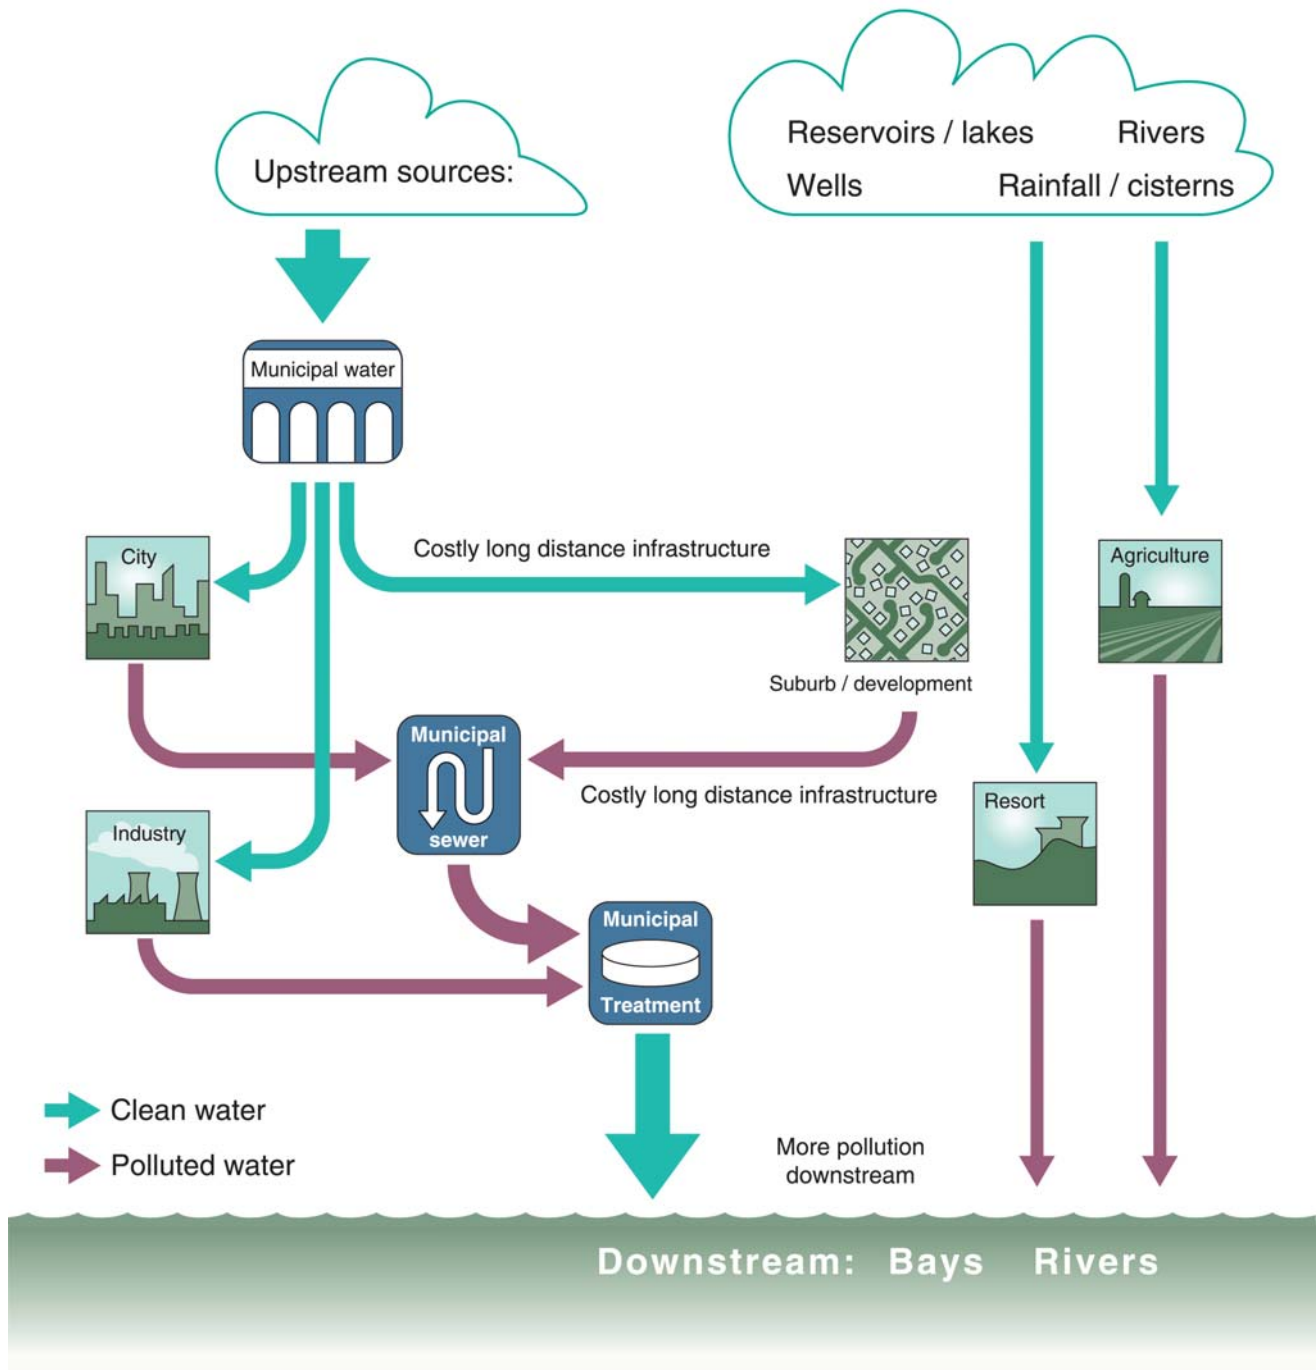 Upstream sources:
Reservoirs / lakes
Rivers
Wells
Rainfall / cisterns
Municipal water
City
Costly long distance infrastructure
Agriculture
Suburb / development
Municipal
sewer
Costly long distance infrastructure
Resort
Industry
Municipal
Treatment
Clean water
Polluted water
More pollution
downstream
Downstream: Bays Rivers